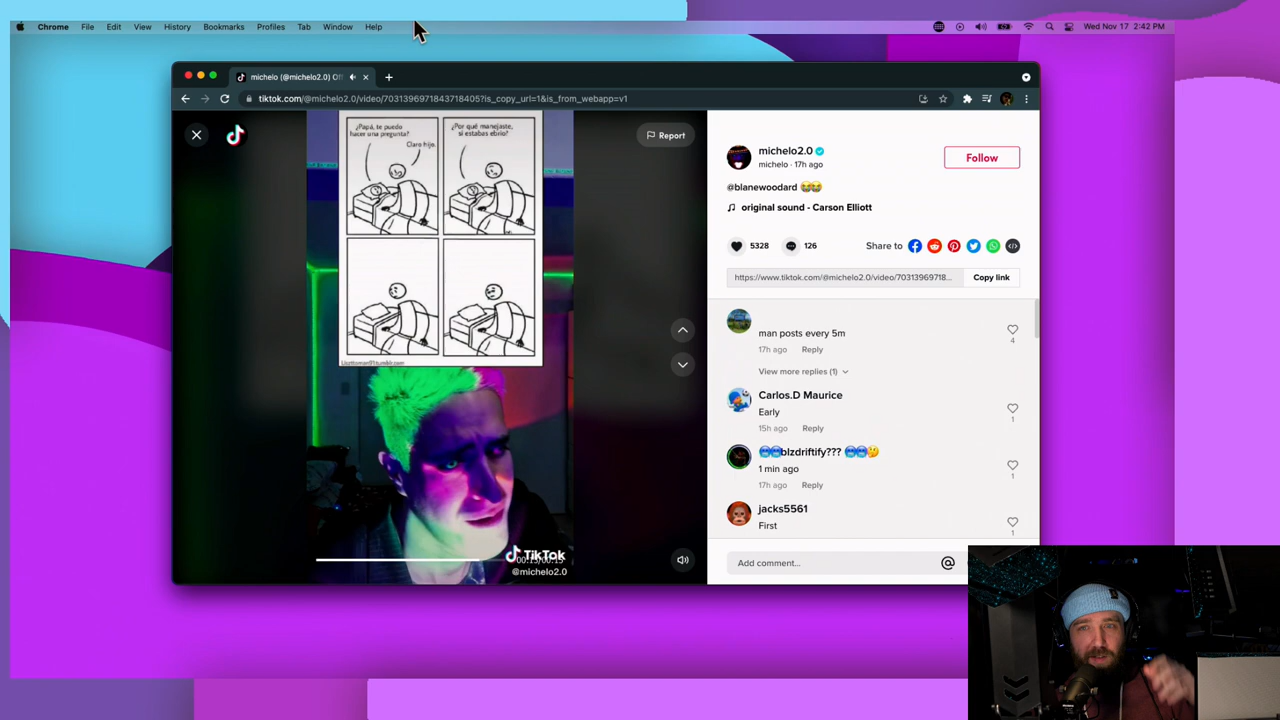 Chrome File Edit View History Bookmarks Profiles Tab Window Help
Wed Nov 17 2:42 PM
michelo (@michelo2.0) O
tiktok.com/@michelo2.0/video/7031396971843718405?is_copy_url=1&is_from_webapp=v1
¿Papá, te puedo
hacer una pregunta?
Claro hijo.
¿Por qué manejaste,
si estabas ebrio?
TikTok
@michelo2.0
Report
michelo2.0
michelo · 17h ago
Follow
@blanewoodard 😭😭
original sound - Carson Elliott
5328 126 Share to
https://www.tiktok.com/@michelo2.0/video/70313969718... Copy link
man posts every 5m
4
17h ago Reply
View more replies (1)
Carlos.D Maurice
Early
1
15h ago Reply
🥶🥶blzdriftify??? 🥶🥶🤔
1 min ago
1
17h ago Reply
jacks5561
First
1
Add comment... @